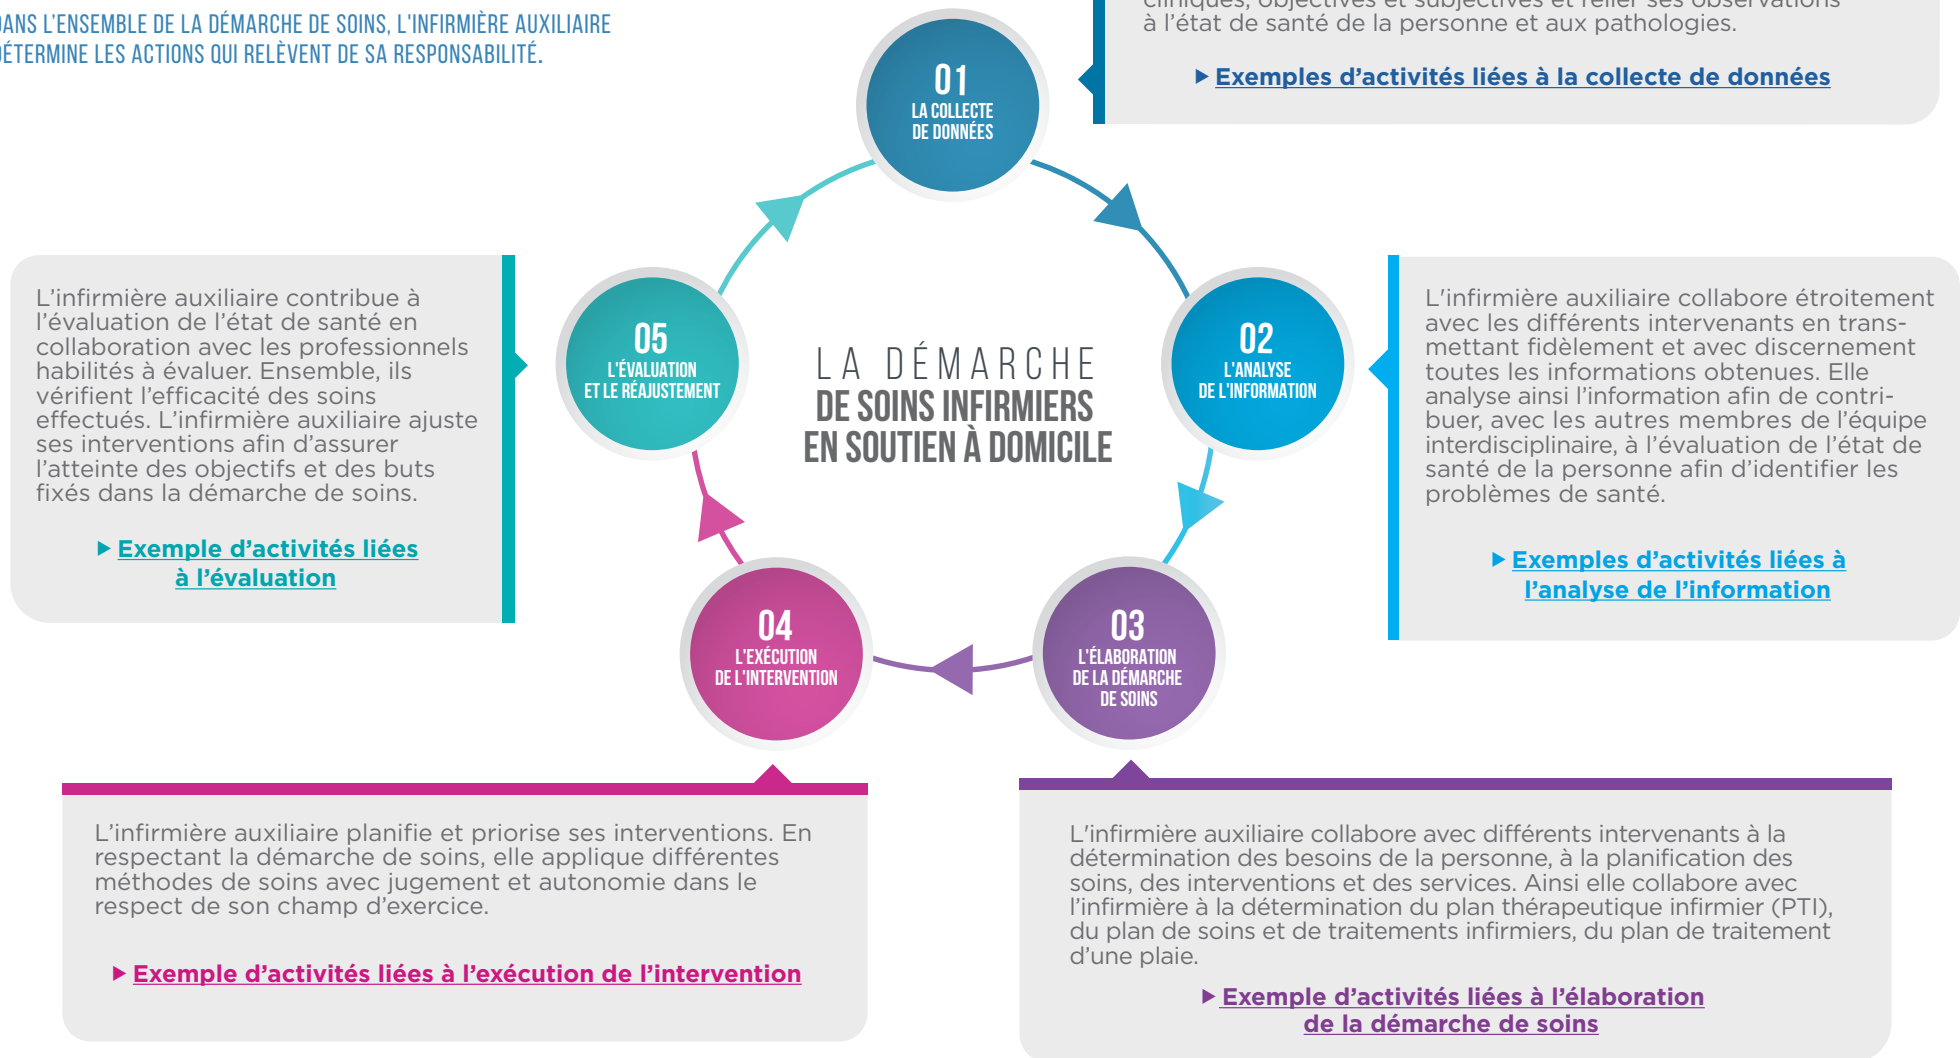 DANS L'ENSEMBLE DE LA DÉMARCHE DE SOINS, L'INFIRMIÈRE AUXILIAIRE
DÉTERMINE LES ACTIONS QUI RELÈVENT DE SA RESPONSABILITÉ.
cliniques, objectives et subjectives et relier ses observations
à l'état de santé de la personne et aux pathologies.
▶ Exemples d'activités liées à la collecte de données
01
LA COLLECTE
DE DONNÉES
L'infirmière auxiliaire contribue à
l'évaluation de l'état de santé en
collaboration avec les professionnels
habilités à évaluer. Ensemble, ils
vérifient l'efficacité des soins
effectués. L'infirmière auxiliaire ajuste
ses interventions afin d'assurer
l'atteinte des objectifs et des buts
fixés dans la démarche de soins.
▶ Exemple d'activités liées
à l'évaluation
05
L'ÉVALUATION
ET LE RÉAJUSTEMENT
LA DÉMARCHE
DE SOINS INFIRMIERS
EN SOUTIEN À DOMICILE
02
L'ANALYSE
DE L'INFORMATION
L'infirmière auxiliaire collabore étroitement
avec les différents intervenants en trans-
mettant fidèlement et avec discernement
toutes les informations obtenues. Elle
analyse ainsi l'information afin de contri-
buer, avec les autres membres de l'équipe
interdisciplinaire, à l'évaluation de l'état de
santé de la personne afin d'identifier les
problèmes de santé.
▶ Exemples d'activités liées à
l'analyse de l'information
04
L'EXÉCUTION
DE L'INTERVENTION
03
L'ÉLABORATION
DE LA DÉMARCHE
DE SOINS
L'infirmière auxiliaire planifie et priorise ses interventions. En
respectant la démarche de soins, elle applique différentes
méthodes de soins avec jugement et autonomie dans le
respect de son champ d'exercice.
▶ Exemple d'activités liées à l'exécution de l'intervention
L'infirmière auxiliaire collabore avec différents intervenants à la
détermination des besoins de la personne, à la planification des
soins, des interventions et des services. Ainsi elle collabore avec
l'infirmière à la détermination du plan thérapeutique infirmier (PTI),
du plan de soins et de traitements infirmiers, du plan de traitement
d'une plaie.
▶ Exemple d'activités liées à l'élaboration
de la démarche de soins